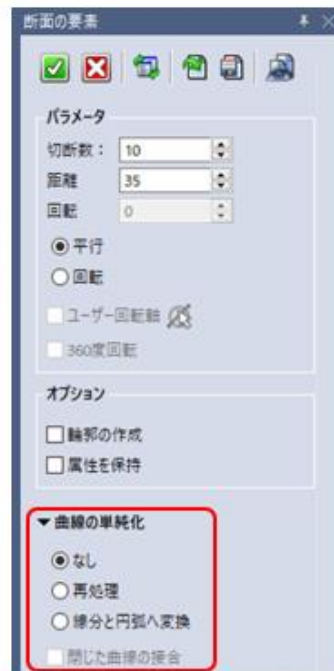 断面の要素
パラメータ
切断数： 10
距離 35
回転 0
平行
回転
ユーザー回転軸
360度回転
オプション
輪郭の作成
属性を保持
曲線の単純化
なし
再処理
線分と円弧へ変換
閉じた曲線の接合